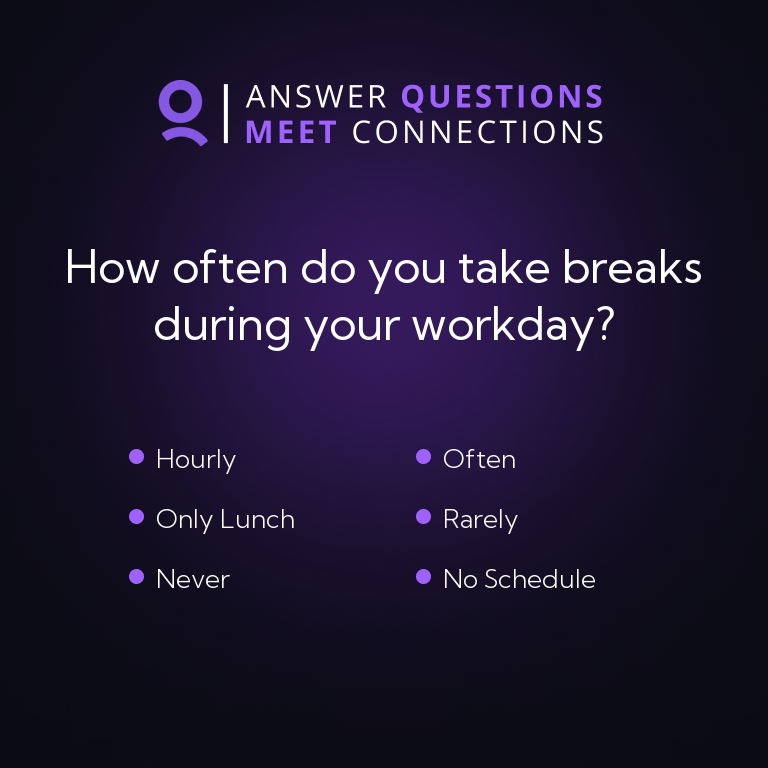 ANSWER QUESTIONS
MEET CONNECTIONS
How often do you take breaks
during your workday?
Hourly
Often
Only Lunch
Rarely
Never
No Schedule